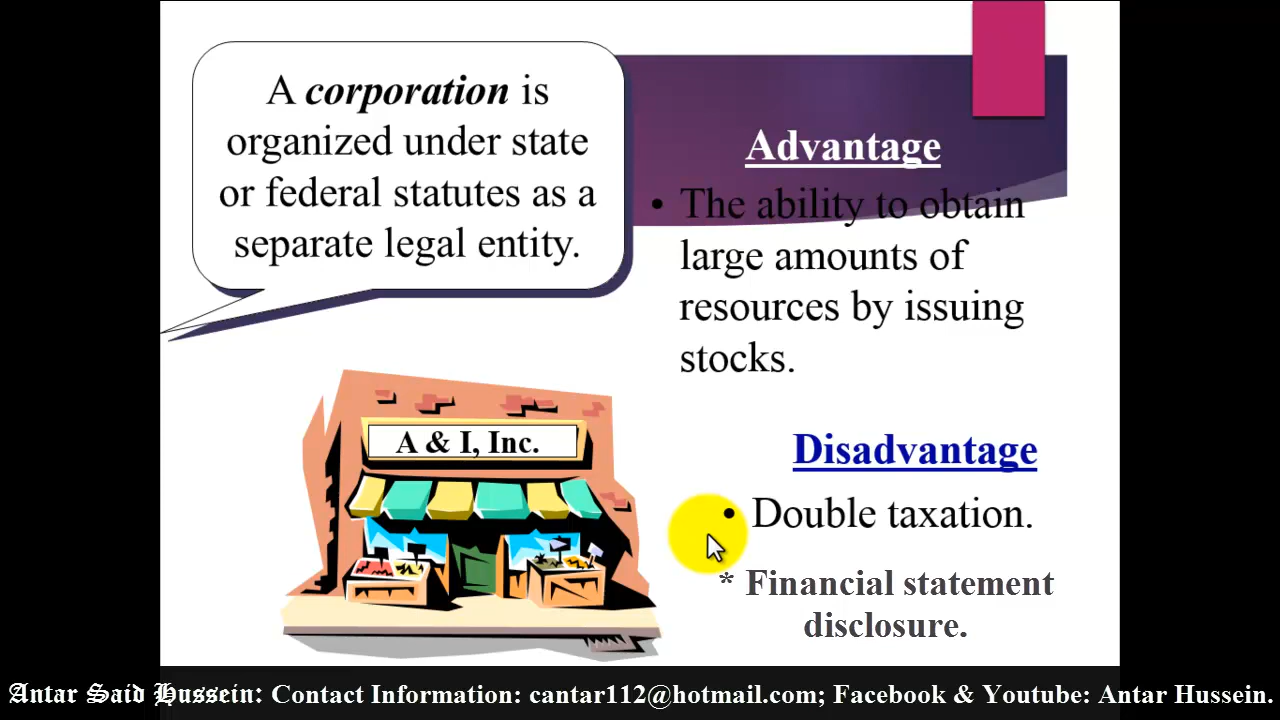 A corporation is
organized under state
or federal statutes as a
separate legal entity.
Advantage
• The ability to obtain
large amounts of
resources by issuing
stocks.
A & I, Inc.
Disadvantage
• Double taxation.
* Financial statement
disclosure.
Antar Said Hussein: Contact Information: cantar112@hotmail.com; Facebook & Youtube: Antar Hussein.